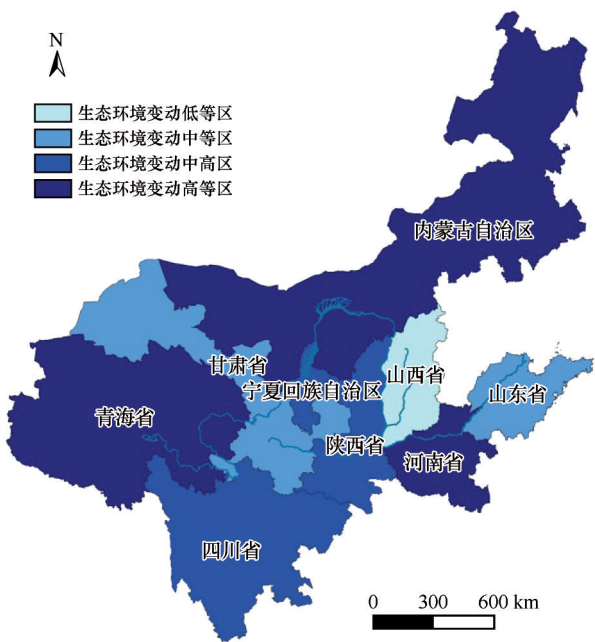 N
生态环境变动低等区
生态环境变动中等区
生态环境变动中高区
生态环境变动高等区
内蒙古自治区
甘肃省
山西省
宁夏回族自治区
山东省
青海省
陕西省
河南省
四川省
0 300 600 km